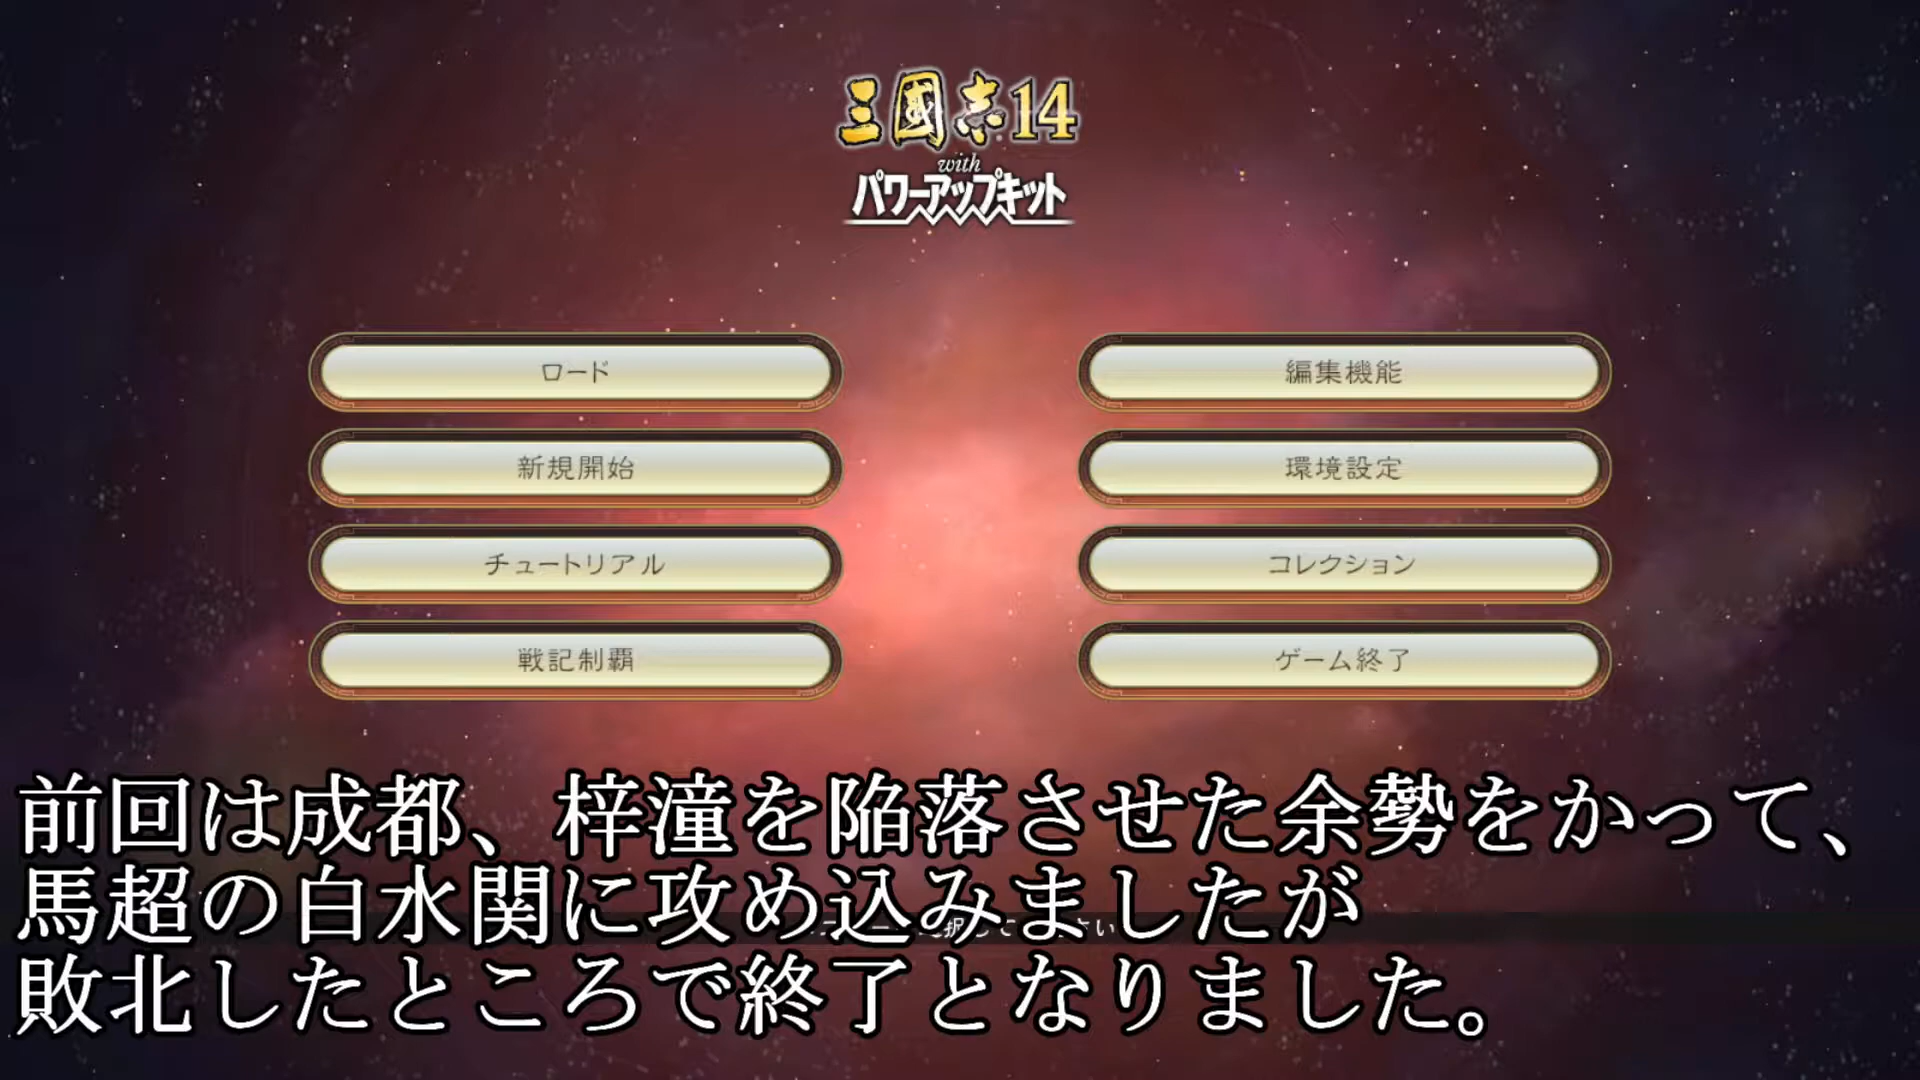 三國志14
with
パワーアップキット
ロード
編集機能
新規開始
環境設定
チュートリアル
コレクション
戦記制覇
ゲーム終了
前回は成都、梓潼を陥落させた余勢をかって、
馬超の白水関に攻め込みましたが
敗北したところで終了となりました。